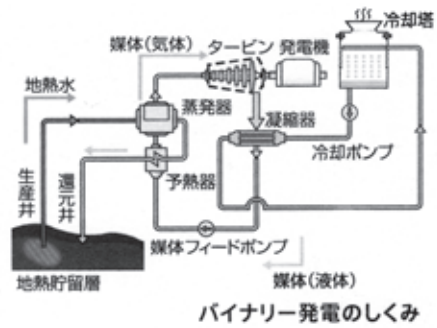 冷却塔
媒体(気体)
タービン 発電機
地熱水
蒸発器
凝縮器
冷却ポンプ
生産井
還元井
予熱器
媒体フィードポンプ
地熱貯留層
媒体(液体)
バイナリー発電のしくみ